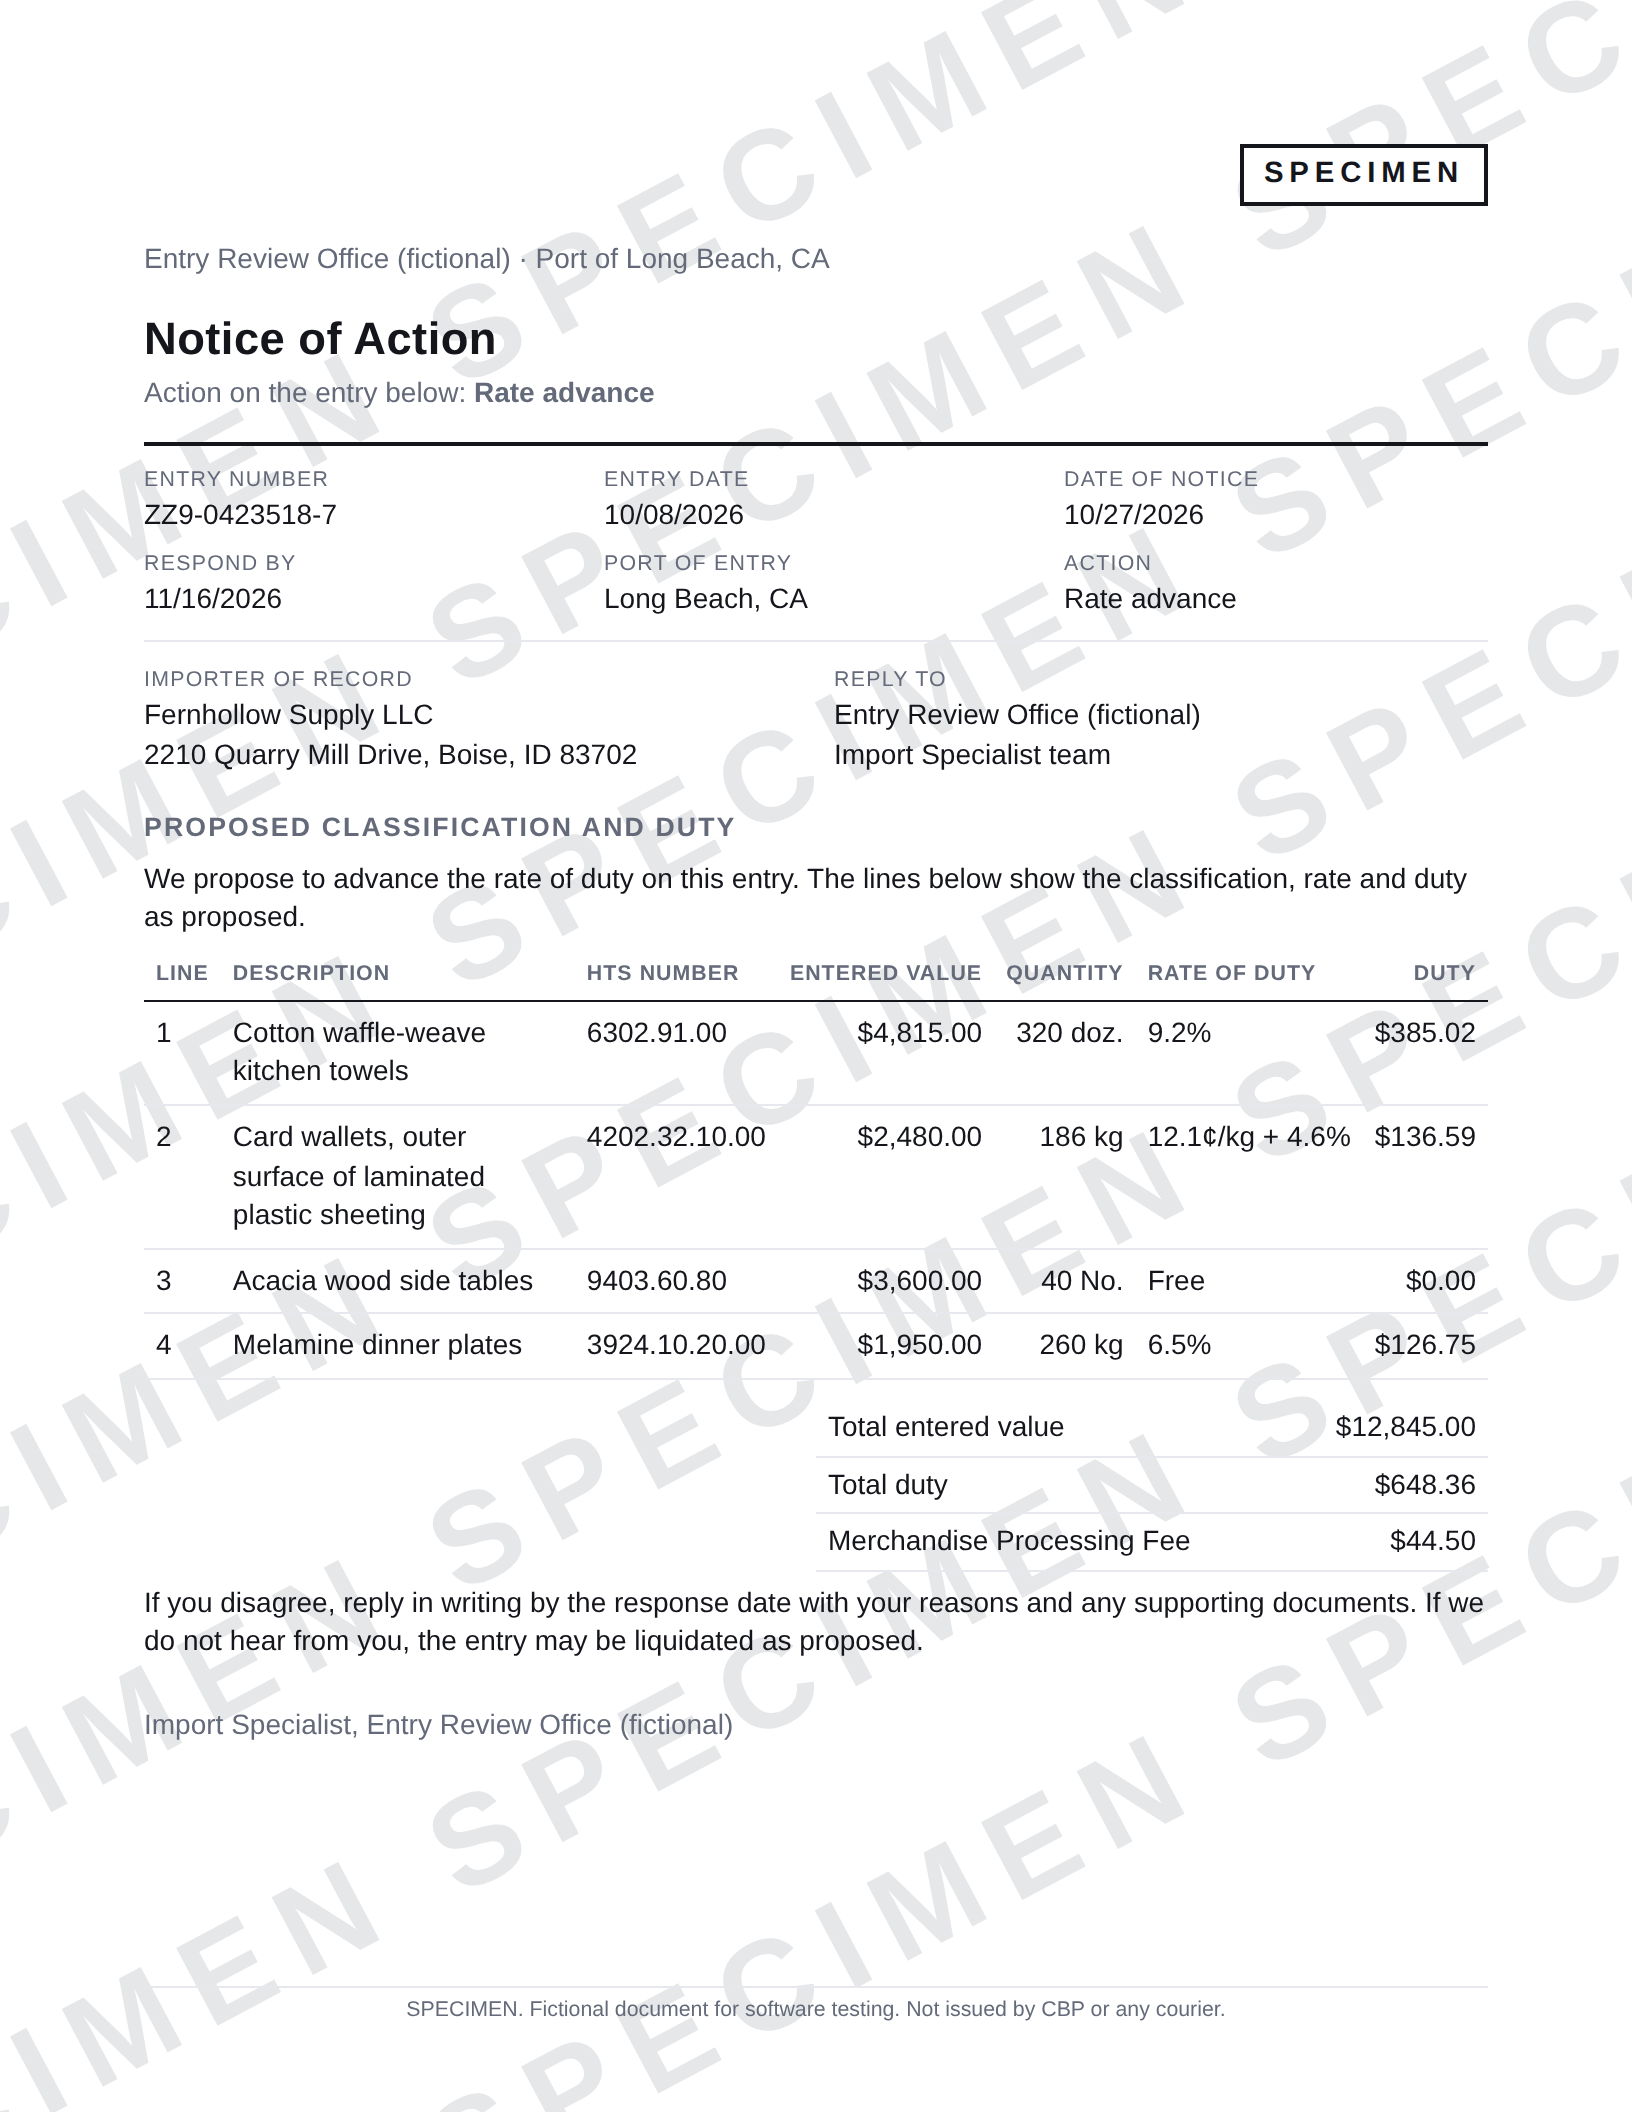 SPECIMEN
Entry Review Office (fictional) · Port of Long Beach, CA
Notice of Action
Action on the entry below: Rate advance
ENTRY NUMBER ENTRY DATE DATE OF NOTICE
ZZ9-0423518-7 10/08/2026 10/27/2026
RESPOND BY PORT OF ENTRY ACTION
11/16/2026 Long Beach, CA Rate advance
IMPORTER OF RECORD REPLY TO
Fernhollow Supply LLC Entry Review Office (fictional)
2210 Quarry Mill Drive, Boise, ID 83702 Import Specialist team
PROPOSED CLASSIFICATION AND DUTY
We propose to advance the rate of duty on this entry. The lines below show the classification, rate and duty
as proposed.
LINE DESCRIPTION HTS NUMBER ENTERED VALUE QUANTITY RATE OF DUTY DUTY
1 Cotton waffle-weave 6302.91.00 $4,815.00 320 doz. 9.2% $385.02
kitchen towels
2 Card wallets, outer 4202.32.10.00 $2,480.00 186 kg 12.1¢/kg + 4.6% $136.59
surface of laminated
plastic sheeting
3 Acacia wood side tables 9403.60.80 $3,600.00 40 No. Free $0.00
4 Melamine dinner plates 3924.10.20.00 $1,950.00 260 kg 6.5% $126.75
Total entered value $12,845.00
Total duty $648.36
Merchandise Processing Fee $44.50
If you disagree, reply in writing by the response date with your reasons and any supporting documents. If we
do not hear from you, the entry may be liquidated as proposed.
Import Specialist, Entry Review Office (fictional)
SPECIMEN. Fictional document for software testing. Not issued by CBP or any courier.